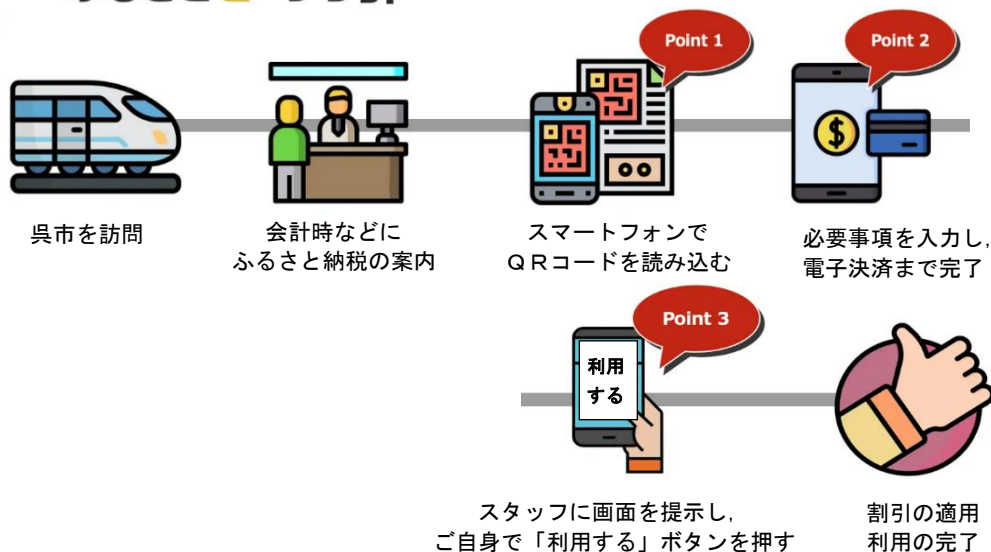 Point 1
Point 2
呉市を訪問
会計時などに
ふるさと納税の案内
スマートフォンで
ＱＲコードを読み込む
必要事項を入力し,
電子決済まで完了
Point 3
利用
する
スタッフに画面を提示し,
ご自身で「利用する」ボタンを押す
割引の適用
利用の完了